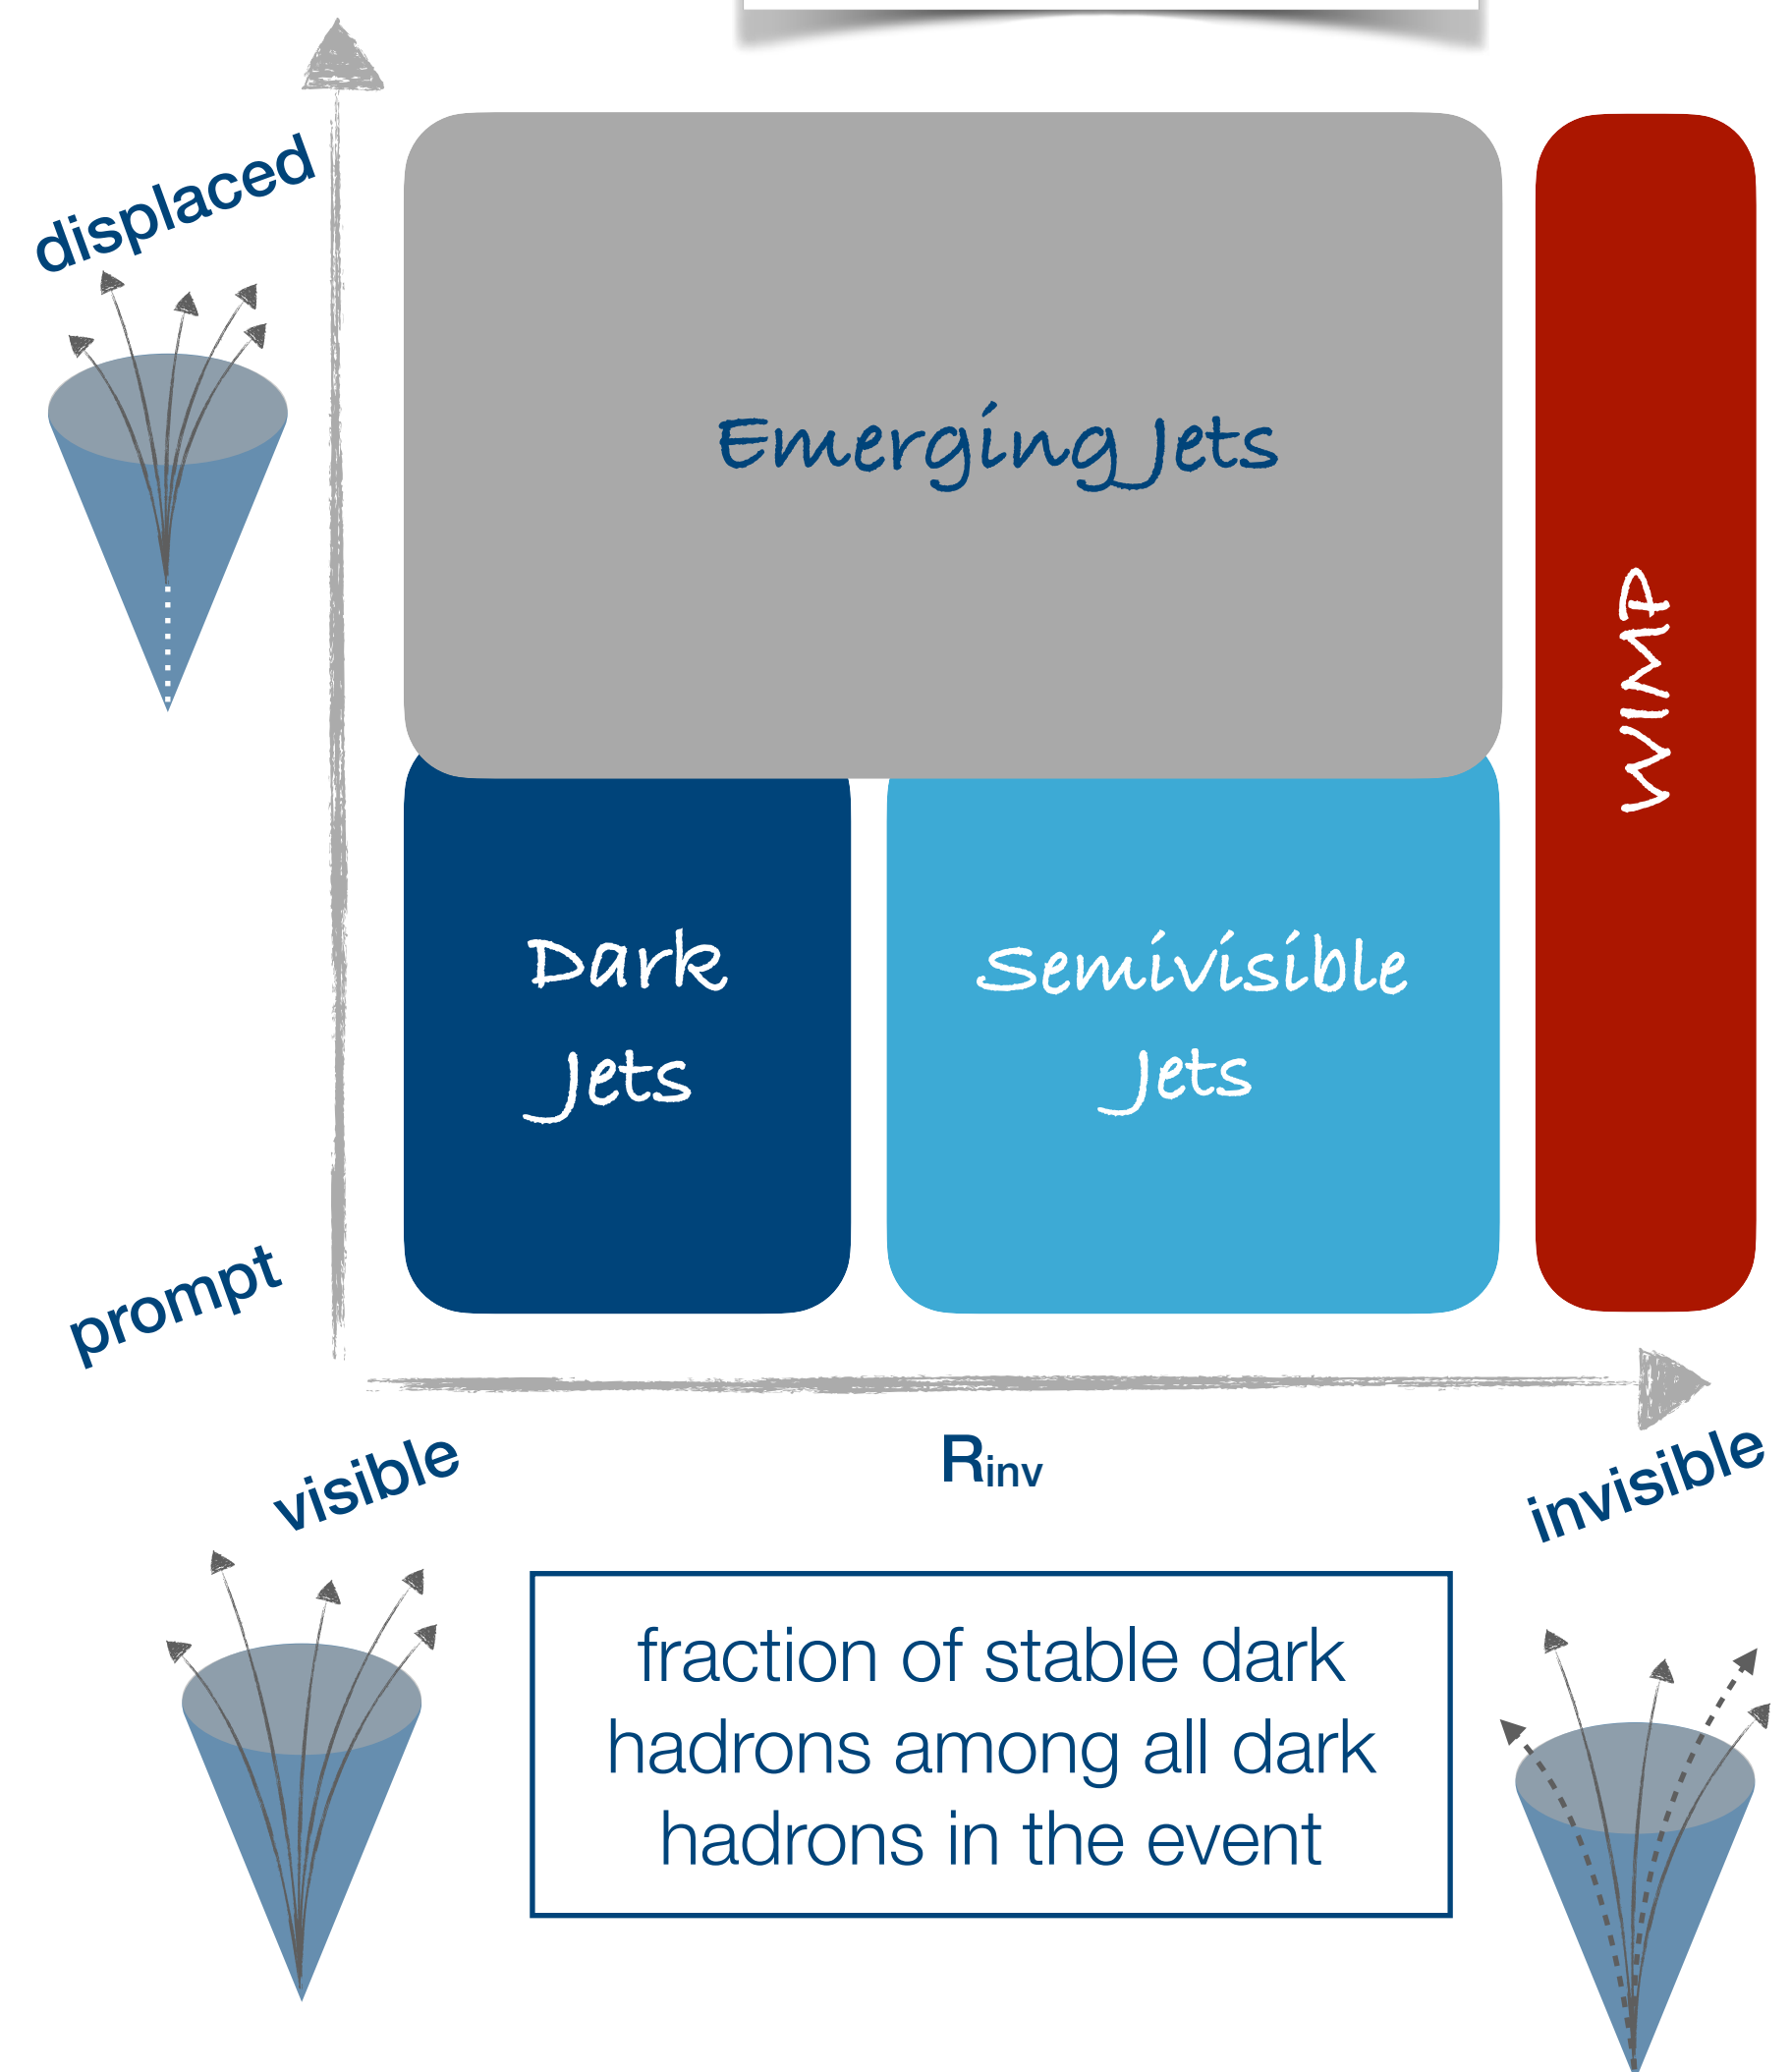 displaced
Emerging Jets
WIMP
Dark
Jets
Semivisible
Jets
prompt
visible
Rinv
invisible
fraction of stable dark
hadrons among all dark
hadrons in the event